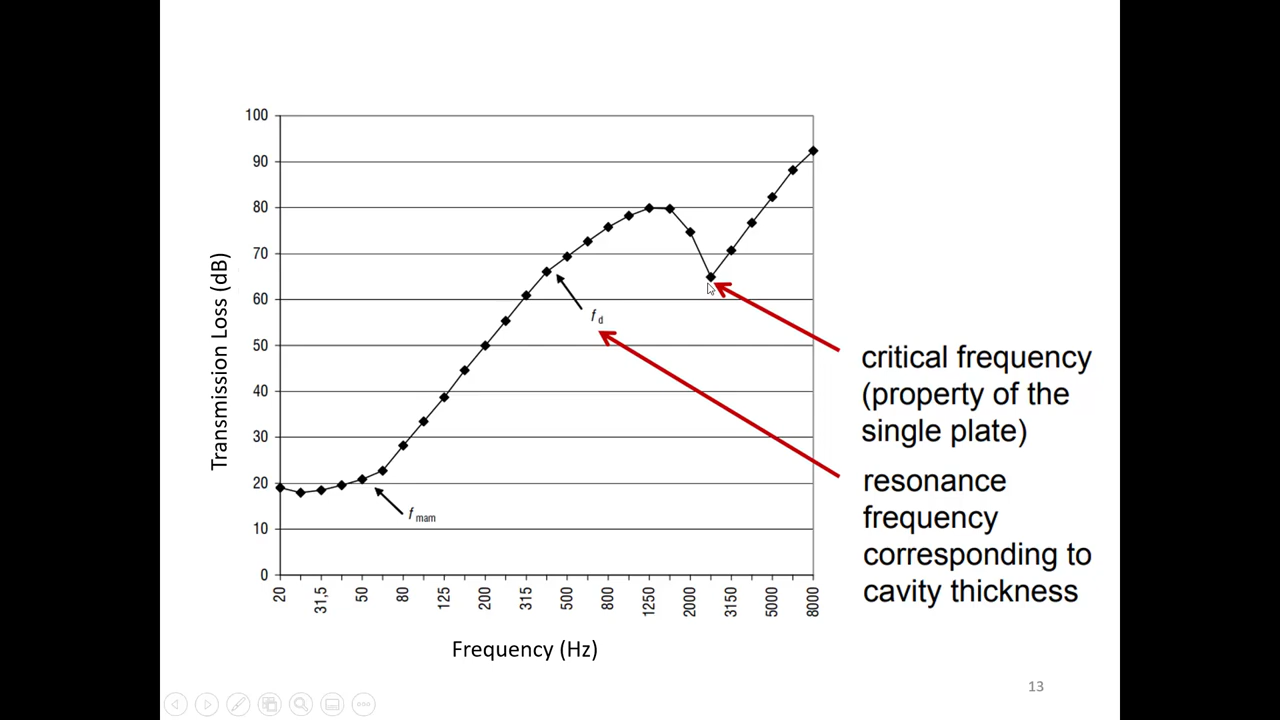 100
90
80
70
60
50
40
30
20
10
0
Transmission Loss (dB)
f d
f mam
20
31,5
50
80
125
200
315
500
800
1250
2000
3150
5000
8000
Frequency (Hz)
critical frequency
(property of the
single plate)
resonance
frequency
corresponding to
cavity thickness
13